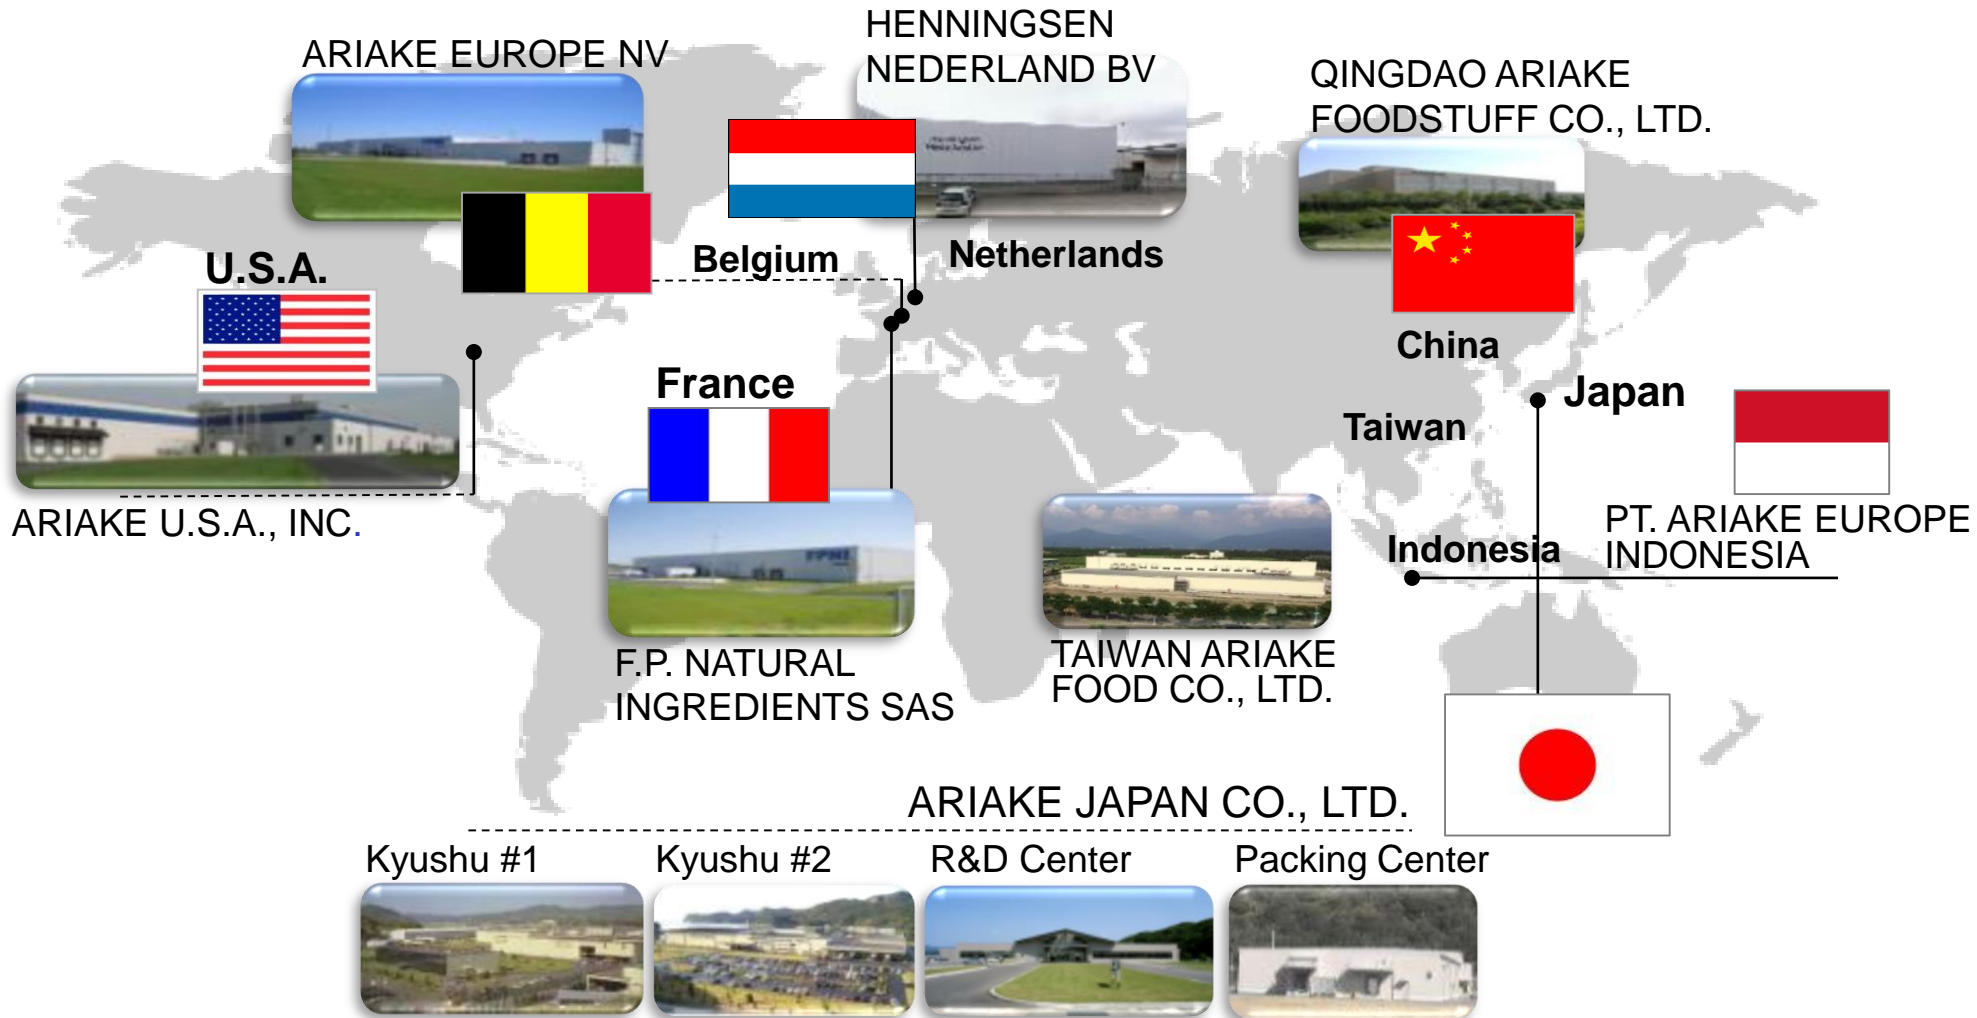 HENNINGSEN
NEDERLAND BV
ARIAKE EUROPE NV
QINGDAO ARIAKE
FOODSTUFF CO., LTD.
Belgium
Netherlands
U.S.A.
China
France
Japan
Taiwan
ARIAKE U.S.A., INC.
PT. ARIAKE EUROPE
INDONESIA
Indonesia
FPNI
F.P. NATURAL
INGREDIENTS SAS
TAIWAN ARIAKE
FOOD CO., LTD.
ARIAKE JAPAN CO., LTD.
Kyushu #1
Kyushu #2
R&D Center
Packing Center